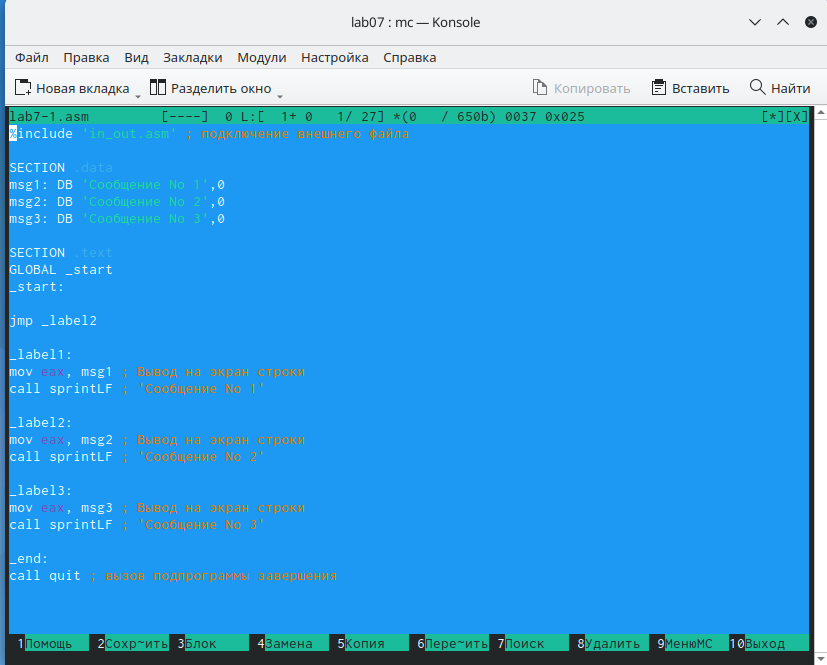 lab07 : mc — Konsole
Файл Правка Вид Закладки Модули Настройка Справка
Новая вкладка Разделить окно Копировать Вставить Найти
lab7-1.asm [----] 0 L:[ 1+ 0 1/ 27] *(0 / 650b) 0037 0x025 [*][X]
%include 'in_out.asm' ; подключение внешнего файла
SECTION .data
msg1: DB 'Сообщение No 1',0
msg2: DB 'Сообщение No 2',0
msg3: DB 'Сообщение No 3',0
SECTION .text
GLOBAL _start
_start:
jmp _label2
_label1:
mov eax, msg1 ; Вывод на экран строки
call sprintLF ; 'Сообщение No 1'
_label2:
mov eax, msg2 ; Вывод на экран строки
call sprintLF ; 'Сообщение No 2'
_label3:
mov eax, msg3 ; Вывод на экран строки
call sprintLF ; 'Сообщение No 3'
_end:
call quit ; вызов подпрограммы завершения
1Помощь 2Сохр~ить 3Блок 4Замена 5Копия 6Пере~ить 7Поиск 8Удалить 9МенюMC 10Выход